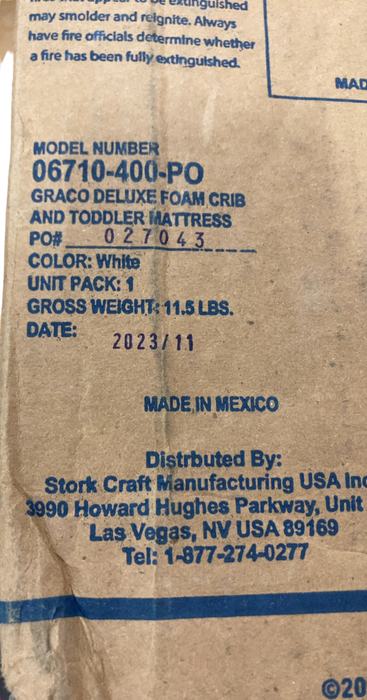 extinguished
may smolder and reignite. Always
have fire officials determine whether
a fire has been fully extinguished.
MAD
MODEL NUMBER
06710-400-PO
GRACO DELUXE FOAM CRIB
AND TODDLER MATTRESS
PO# 027043
COLOR: White
UNIT PACK: 1
GROSS WEIGHT: 11.5 LBS.
DATE: 2023/11
MADE IN MEXICO
Distrbuted By:
Stork Craft Manufacturing USA Inc
3990 Howard Hughes Parkway, Unit
Las Vegas, NV USA 89169
Tel: 1-877-274-0277
©20